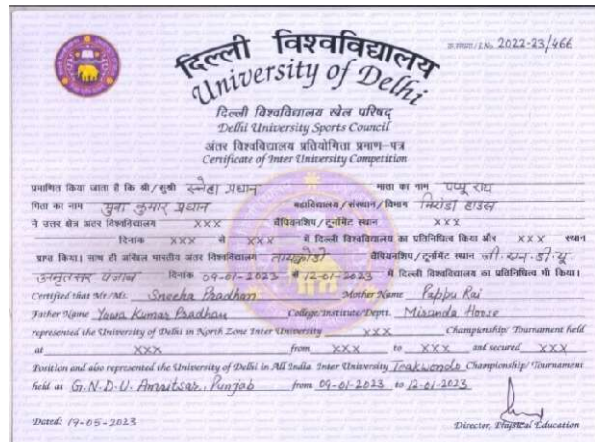 दिल्ली विश्वविद्यालय
University of Delhi
क्रमांक/S.No. 2022-23/466
दिल्ली विश्वविद्यालय खेल परिषद्
Delhi University Sports Council
अंतर विश्वविद्यालय प्रतियोगिता प्रमाण-पत्र
Certificate of Inter University Competition
प्रमाणित किया जाता है कि श्री/सुश्री स्नेहा प्रधान माता का नाम पप्पू राय
पिता का नाम युवा कुमार प्रधान महाविद्यालय/संस्थान/विभाग मिरांडा हाउस
ने उत्तर क्षेत्र अंतर विश्वविद्यालय XXX चैंपियनशिप/टूर्नामेंट स्थान XXX
दिनांक XXX से XXX में दिल्ली विश्वविद्यालय का प्रतिनिधित्व किया और XXX स्थान
प्राप्त किया। साथ ही अखिल भारतीय अंतर विश्वविद्यालय तायकोंडो चैंपियनशिप/टूर्नामेंट स्थान जी.एन.डी.यू
अमृतसर पंजाब दिनांक 09-01-2023 से 12-01-2023 में दिल्ली विश्वविद्यालय का प्रतिनिधित्व भी किया।
Certified that Mr/Ms. Sneeha Pradhan Mother Name Pappu Rai
Father Name Yowa Kumar Pradhan College/Institute/Dept. Miranda House
represented the University of Delhi in North Zone Inter University XXX Championship/Tournament held
at XXX from XXX to XXX and secured XXX
Position and also represented the University of Delhi in All India Inter University Teakwondo Championship/Tournament
held at G.N.D.U. Amritsar, Punjab from 09-01-2023 to 12-01-2023
Dated: 19-05-2023
Director, Physical Education